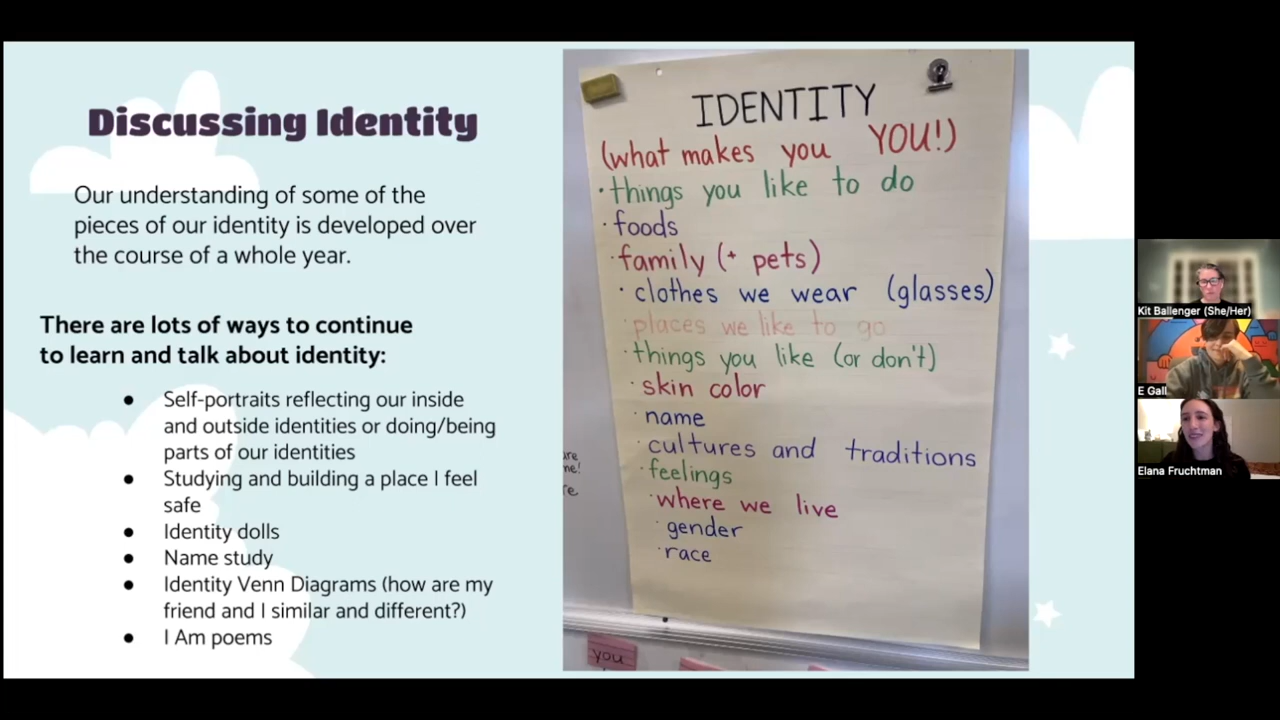 Discussing Identity
Our understanding of some of the
pieces of our identity is developed over
the course of a whole year.
There are lots of ways to continue
to learn and talk about identity:
● Self-portraits reflecting our inside
and outside identities or doing/being
parts of our identities
● Studying and building a place I feel
safe
● Identity dolls
● Name study
● Identity Venn Diagrams (how are my
friend and I similar and different?)
● I Am poems
IDENTITY
(what makes you YOU!)
· things you like to do
· foods
· family (+ pets)
· clothes we wear (glasses)
· places we like to go
· things you like (or don't)
· skin color
· name
· cultures and traditions
· feelings
· where we live
· gender
· race
you
Kit Ballenger (She/Her)
E Gall
Elana Fruchtman